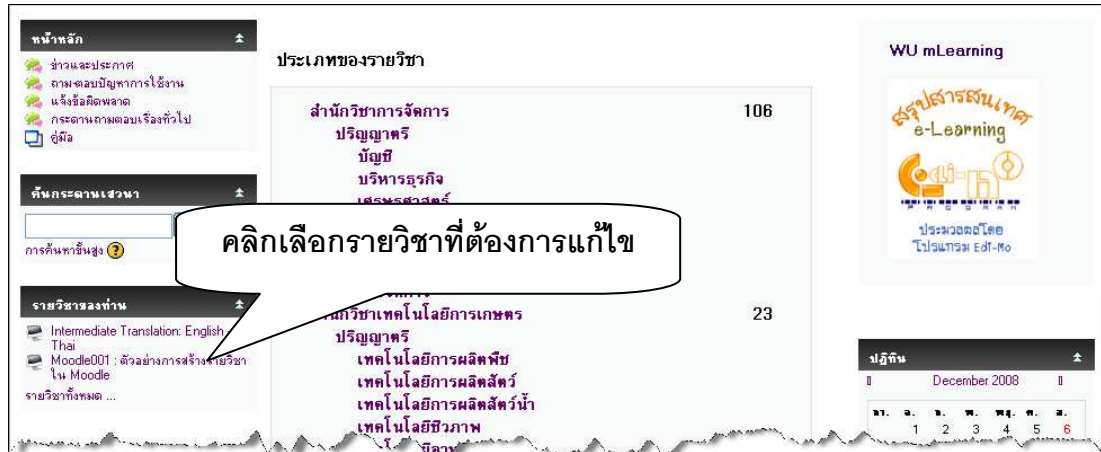 หน้าหลัก
ข่าวและประกาศ
ถาม-ตอบปัญหาการใช้งาน
แจ้งข้อผิดพลาด
กระดานถามตอบเรื่องทั่วไป
คู่มือ
ค้นกระดานเสวนา
การค้นหาขั้นสูง
รายวิชาของท่าน
Intermediate Translation: English -
Thai
Moodle001 : ตัวอย่างการสร้างรายวิชา
ใน Moodle
รายวิชาทั้งหมด ...
ประเภทของรายวิชา
สำนักวิชาการจัดการ 106
ปริญญาตรี
บัญชี
บริหารธุรกิจ
เศรษฐศาสตร์
คลิกเลือกรายวิชาที่ต้องการแก้ไข
สำนักวิชาเทคโนโลยีการเกษตร 23
ปริญญาตรี
เทคโนโลยีการผลิตพืช
เทคโนโลยีการผลิตสัตว์
เทคโนโลยีการผลิตสัตว์น้ำ
เทคโนโลยีชีวภาพ
WU mLearning
สรุปสารสนเทศ
e-Learning
Edi-mo
PROGRAM
ประมวลผลโดย
โปรแกรม Edi-Mo
ปฏิทิน
December 2008
อา. จ. อ. พ. พฤ. ศ. ส.
1 2 3 4 5 6